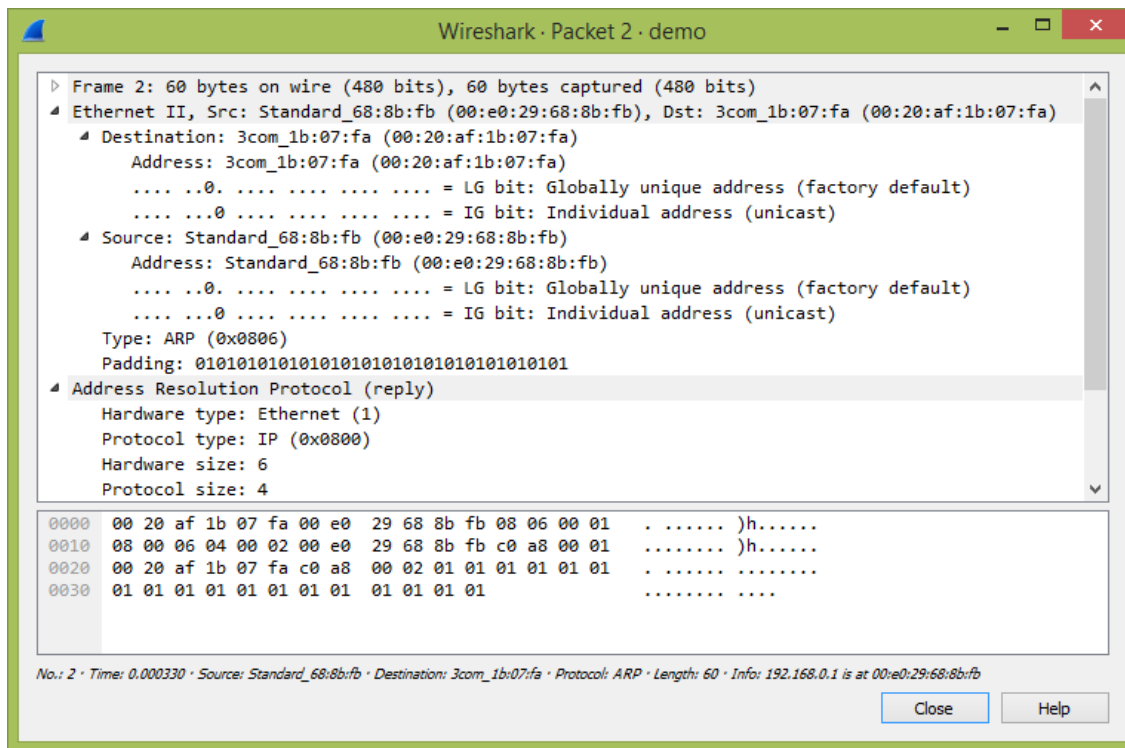 Wireshark · Packet 2 · demo
Frame 2: 60 bytes on wire (480 bits), 60 bytes captured (480 bits)
Ethernet II, Src: Standard_68:8b:fb (00:e0:29:68:8b:fb), Dst: 3com_1b:07:fa (00:20:af:1b:07:fa)
Destination: 3com_1b:07:fa (00:20:af:1b:07:fa)
Address: 3com_1b:07:fa (00:20:af:1b:07:fa)
.... ..0. .... .... .... .... = LG bit: Globally unique address (factory default)
.... ...0 .... .... .... .... = IG bit: Individual address (unicast)
Source: Standard_68:8b:fb (00:e0:29:68:8b:fb)
Address: Standard_68:8b:fb (00:e0:29:68:8b:fb)
.... ..0. .... .... .... .... = LG bit: Globally unique address (factory default)
.... ...0 .... .... .... .... = IG bit: Individual address (unicast)
Type: ARP (0x0806)
Padding: 010101010101010101010101010101010101
Address Resolution Protocol (reply)
Hardware type: Ethernet (1)
Protocol type: IP (0x0800)
Hardware size: 6
Protocol size: 4
0000 00 20 af 1b 07 fa 00 e0 29 68 8b fb 08 06 00 01 . ...... )h......
0010 08 00 06 04 00 02 00 e0 29 68 8b fb c0 a8 00 01 ........ )h......
0020 00 20 af 1b 07 fa c0 a8 00 02 01 01 01 01 01 01 . ...... ........
0030 01 01 01 01 01 01 01 01 01 01 01 01 ........ ....
No.: 2 · Time: 0.000330 · Source: Standard_68:8b:fb · Destination: 3com_1b:07:fa · Protocol: ARP · Length: 60 · Info: 192.168.0.1 is at 00:e0:29:68:8b:fb
Close Help